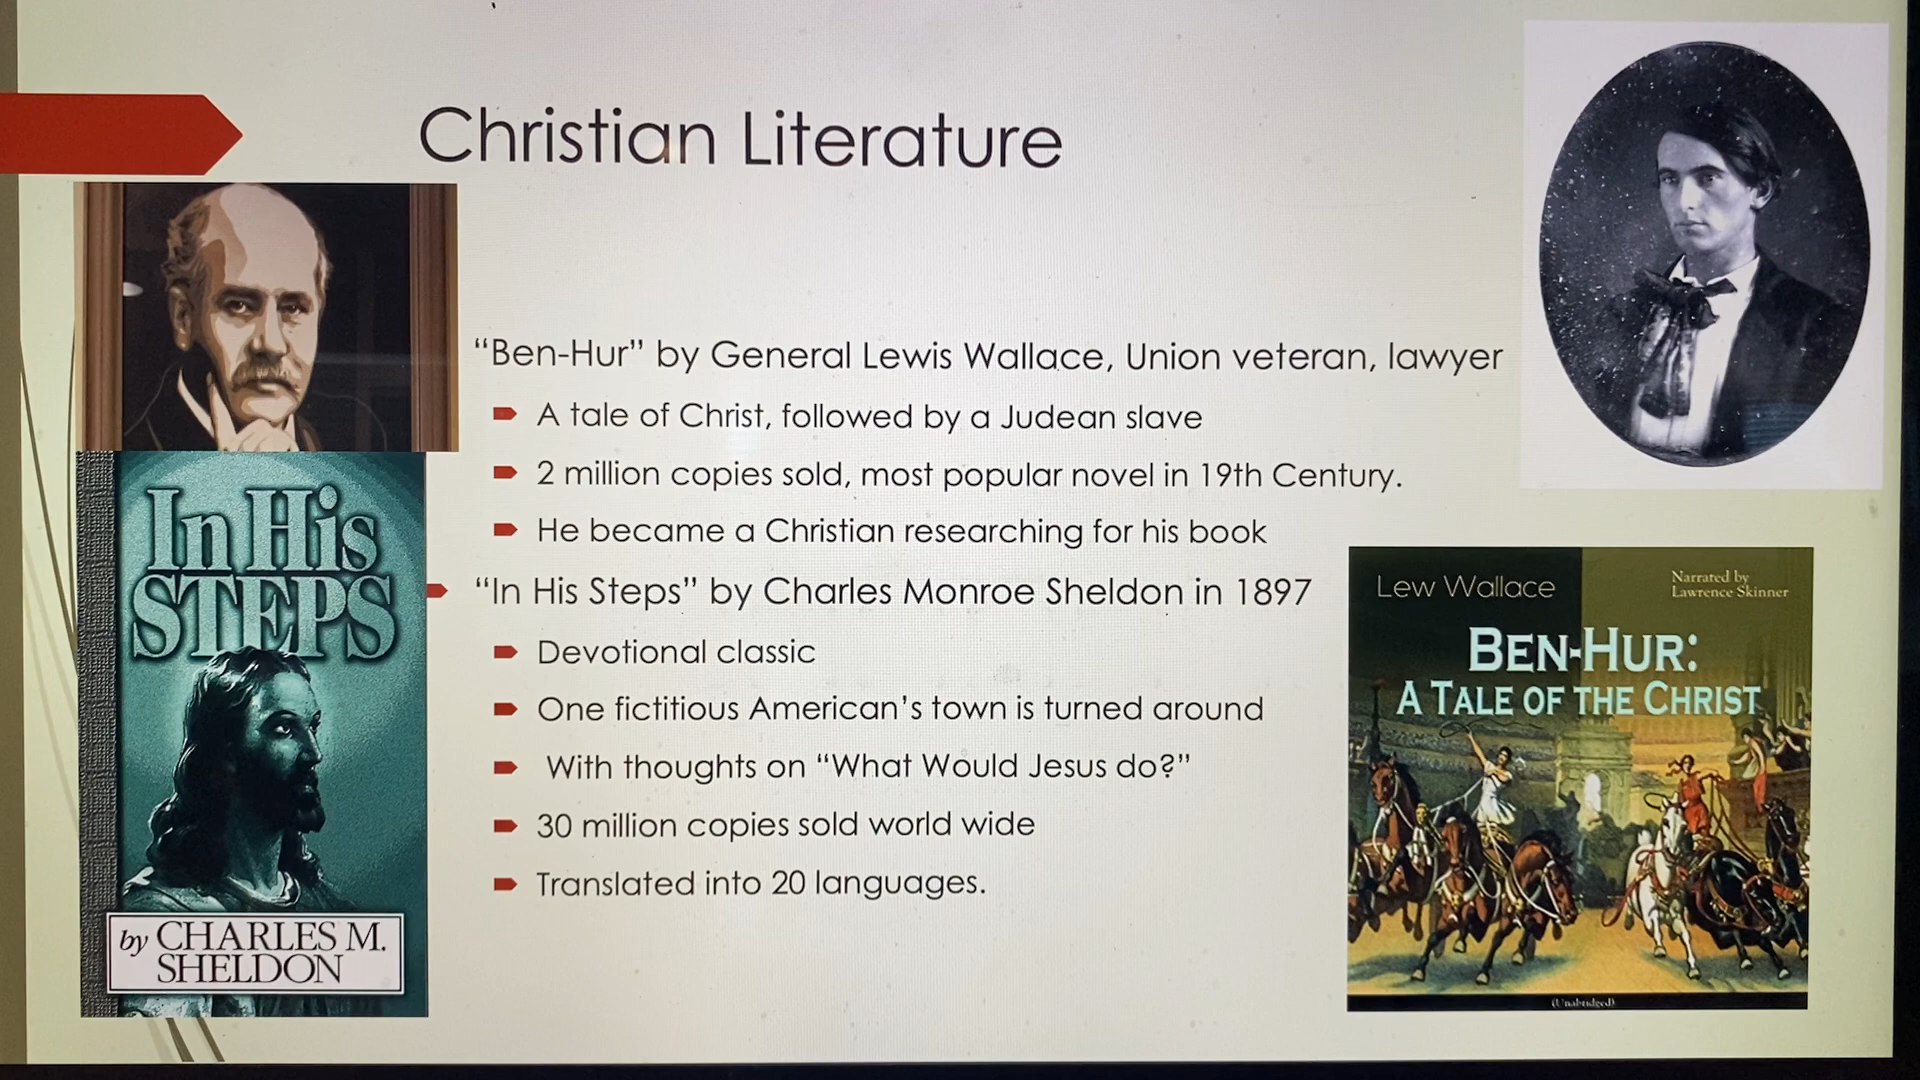 Christian Literature
"Ben-Hur" by General Lewis Wallace, Union veteran, lawyer
A tale of Christ, followed by a Judean slave
2 million copies sold, most popular novel in 19th Century.
He became a Christian researching for his book
"In His Steps" by Charles Monroe Sheldon in 1897
Devotional classic
One fictitious American's town is turned around
With thoughts on "What Would Jesus do?"
30 million copies sold world wide
Translated into 20 languages.
In His
STEPS
by CHARLES M.
SHELDON
Lew Wallace
Narrated by
Lawrence Skinner
BEN-HUR:
A TALE OF THE CHRIST
(Unabridged)